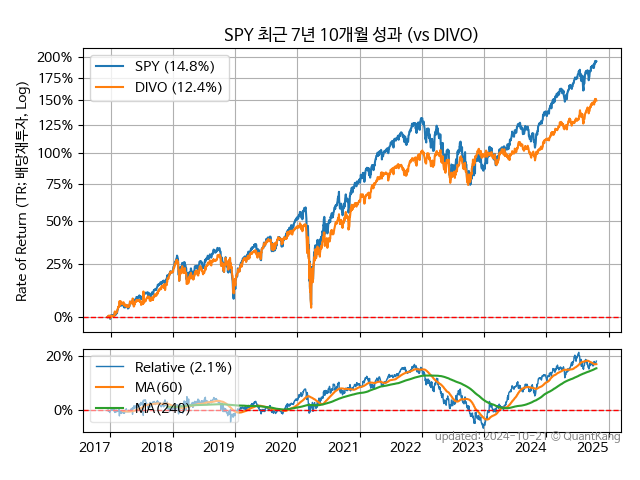 SPY 최근 7년 10개월 성과 (vs DIVO)
Rate of Return (TR; 배당재투자, Log)
200%
175%
150%
125%
100%
75%
50%
25%
0%
SPY (14.8%)
DIVO (12.4%)
20%
0%
Relative (2.1%)
MA(60)
MA(240)
2017 2018 2019 2020 2021 2022 2023 2024 2025
updated: 2024-10-21 © QuantKang